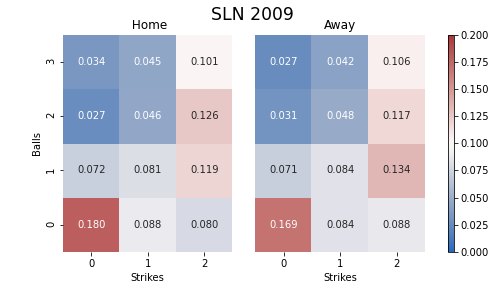 SLN 2009
Home Away
3 0.034 0.045 0.101 0.027 0.042 0.106
2 0.027 0.046 0.126 0.031 0.048 0.117
1 0.072 0.081 0.119 0.071 0.084 0.134
0 0.180 0.088 0.080 0.169 0.084 0.088
Balls
0 1 2 0 1 2
Strikes Strikes
0.200
0.175
0.150
0.125
0.100
0.075
0.050
0.025
0.000